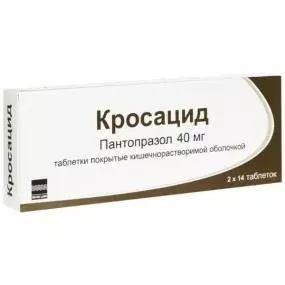 Кросацид
Пантопразол 40 мг
таблетки покрытые кишечнорастворимой оболочкой
2 x 14 таблеток